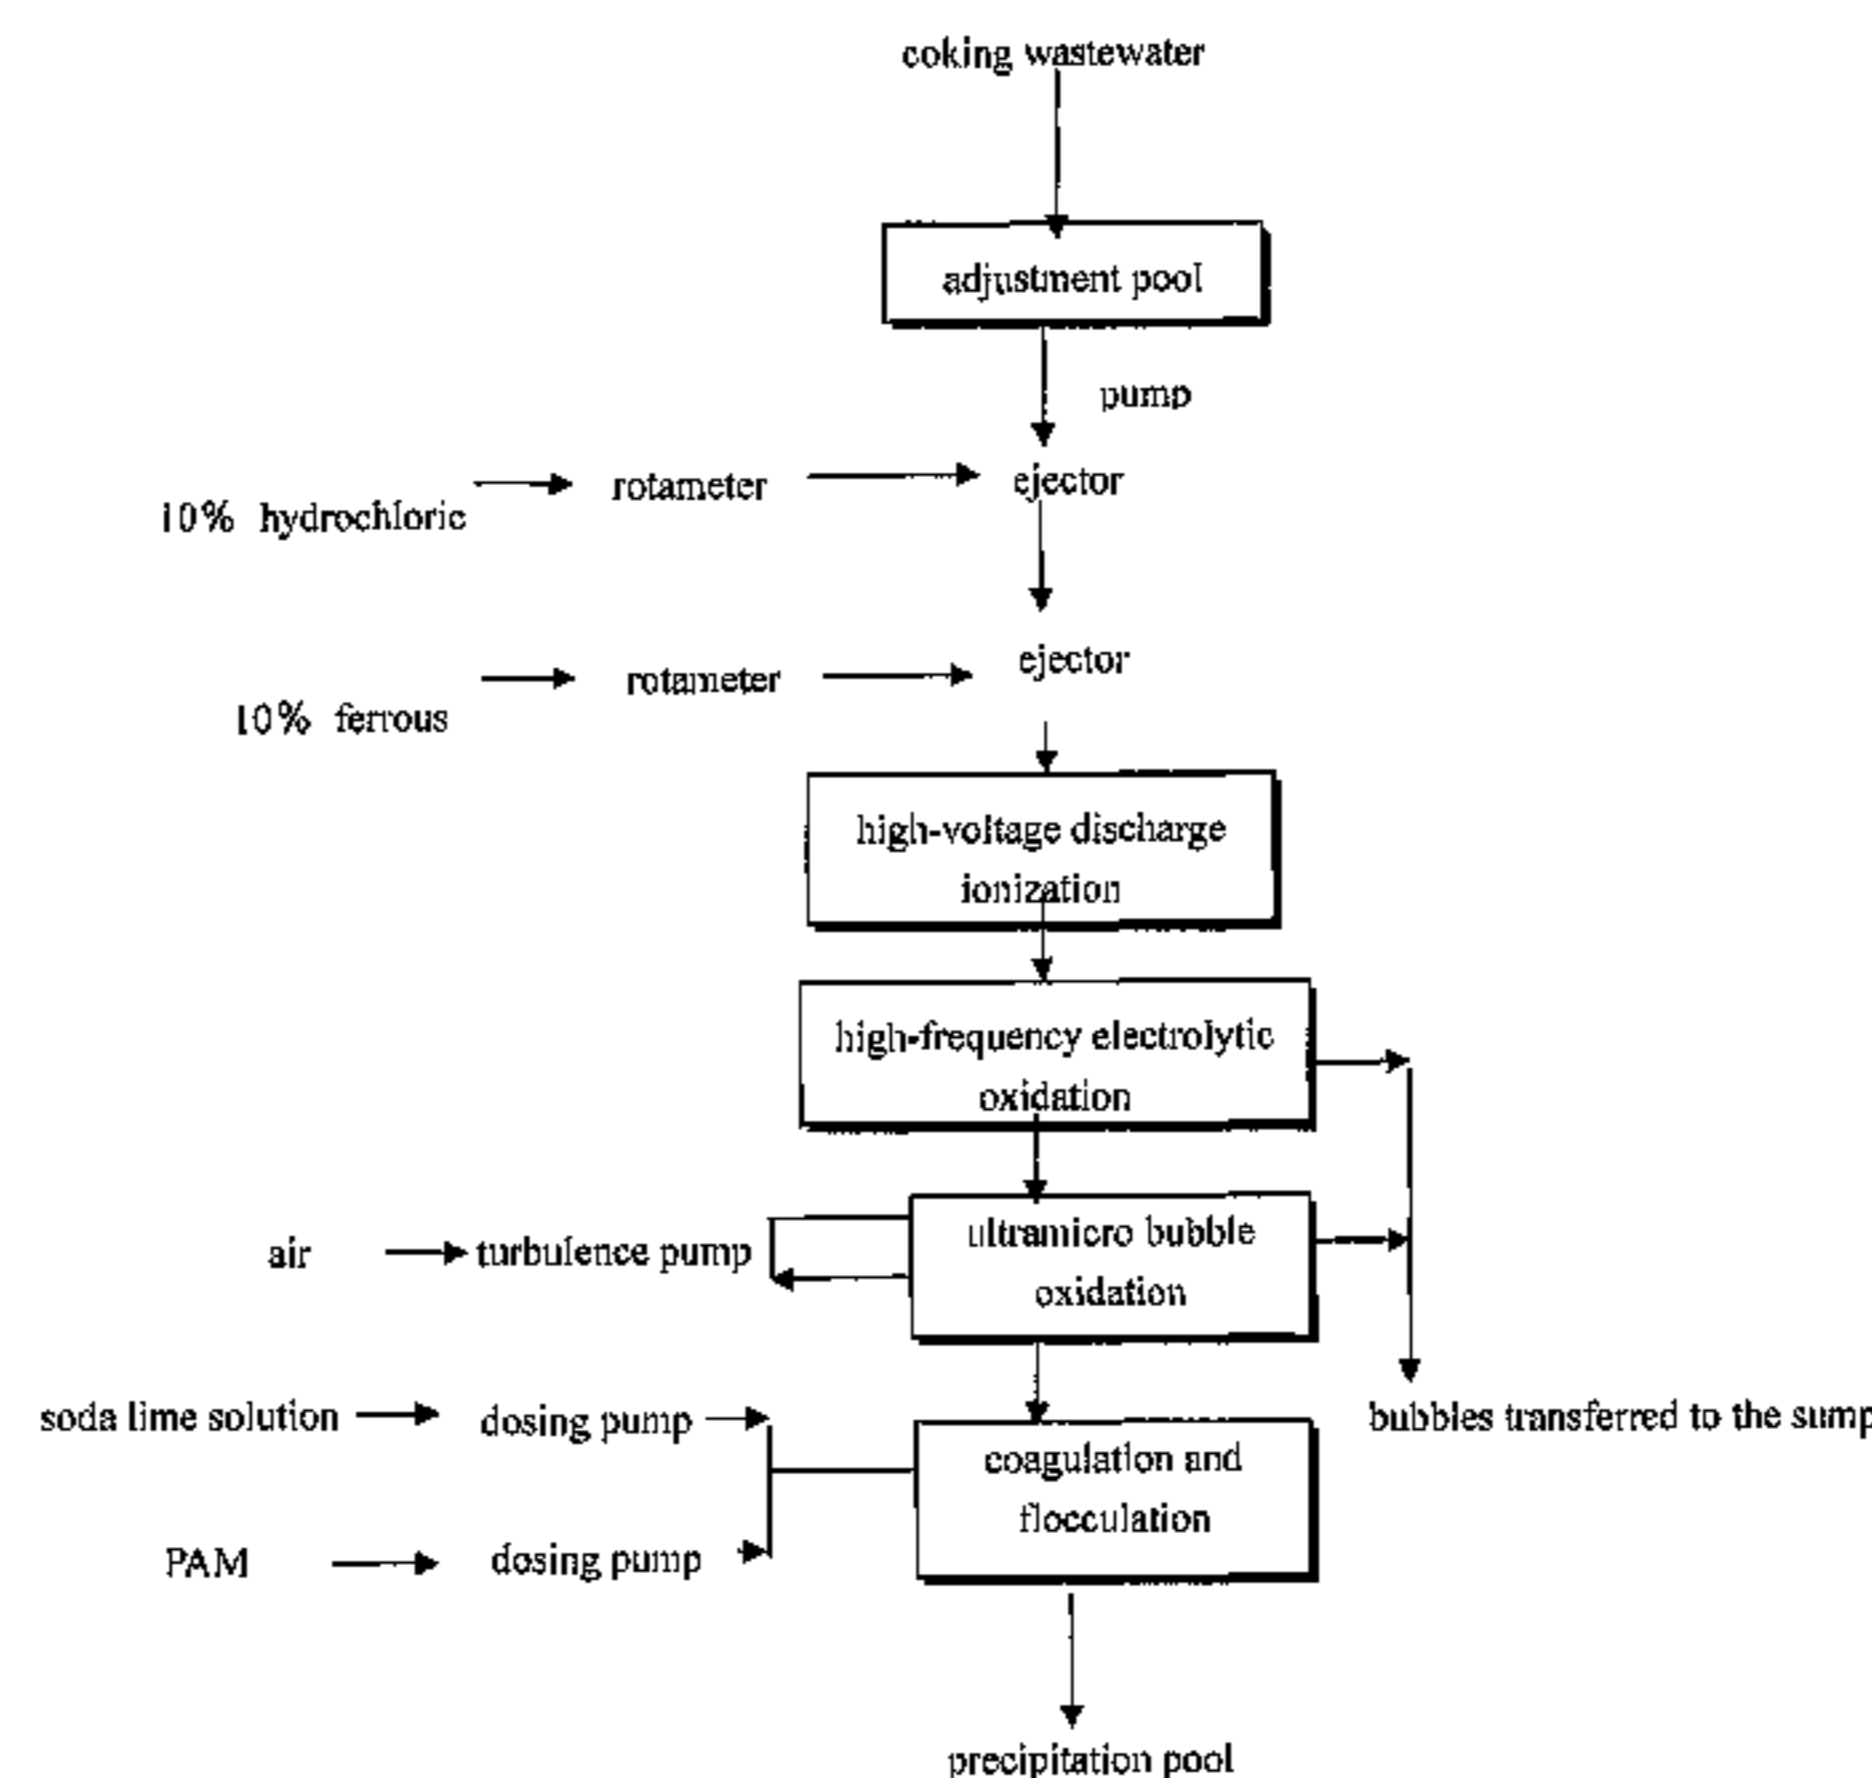 coking wastewater
adjustment pool
pump
10% hydrochloric
rotameter
ejector
10% ferrous
rotameter
ejector
high-voltage discharge
ionization
high-frequency electrolytic
oxidation
air
turbulence pump
ultramicro bubble
oxidation
soda lime solution
dosing pump
bubbles transferred to the sump
coagulation and
flocculation
PAM
dosing pump
precipitation pool